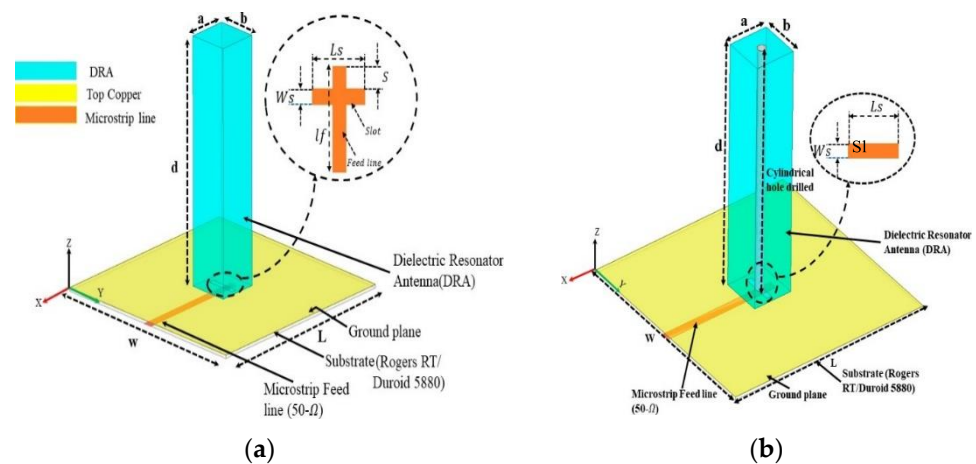 a
b
DRA
Top Copper
Microstrip line
d
Ls
S
Ws
lf
Slot
Feed line
Z
X
Y
W
L
Dielectric Resonator
Antenna(DRA)
Ground plane
Substrate(Rogers RT/
Duroid 5880)
Microstrip Feed
line (50-Ω)
(a)
a
b
d
Cylindrical
hole drilled
Ls
Ws
Sl
Dielectric Resonator
Antenna (DRA)
Z
X
Y
W
L
Substrate (Rogers
RT/Duroid 5880)
Microstrip Feed line
(50-Ω)
Ground plane
(b)